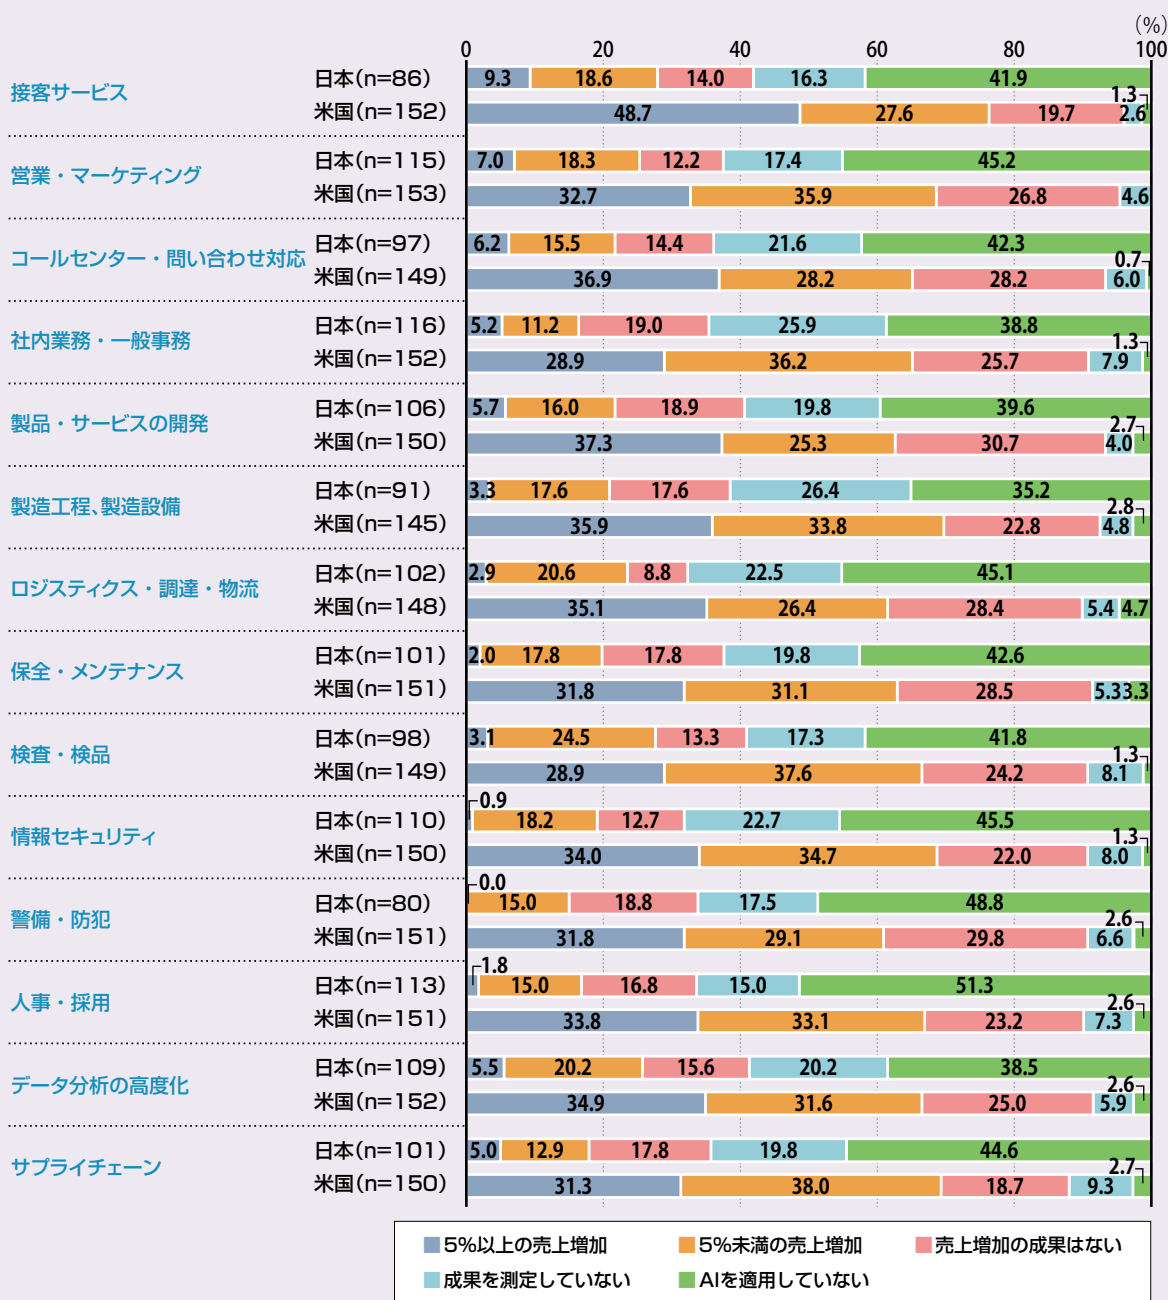 (%)
0 20 40 60 80 100
接客サービス
日本(n=86) 9.3 18.6 14.0 16.3 41.9
米国(n=152) 48.7 27.6 19.7 2.6 1.3
営業・マーケティング
日本(n=115) 7.0 18.3 12.2 17.4 45.2
米国(n=153) 32.7 35.9 26.8 4.6
コールセンター・問い合わせ対応
日本(n=97) 6.2 15.5 14.4 21.6 42.3
米国(n=149) 36.9 28.2 28.2 6.0 0.7
社内業務・一般事務
日本(n=116) 5.2 11.2 19.0 25.9 38.8
米国(n=152) 28.9 36.2 25.7 7.9 1.3
製品・サービスの開発
日本(n=106) 5.7 16.0 18.9 19.8 39.6
米国(n=150) 37.3 25.3 30.7 4.0 2.7
製造工程、製造設備
日本(n=91) 3.3 17.6 17.6 26.4 35.2
米国(n=145) 35.9 33.8 22.8 4.8 2.8
ロジスティクス・調達・物流
日本(n=102) 2.9 20.6 8.8 22.5 45.1
米国(n=148) 35.1 26.4 28.4 5.4 4.7
保全・メンテナンス
日本(n=101) 2.0 17.8 17.8 19.8 42.6
米国(n=151) 31.8 31.1 28.5 5.3 3.3
検査・検品
日本(n=98) 3.1 24.5 13.3 17.3 41.8
米国(n=149) 28.9 37.6 24.2 8.1 1.3
情報セキュリティ
日本(n=110) 0.9 18.2 12.7 22.7 45.5
米国(n=150) 34.0 34.7 22.0 8.0 1.3
警備・防犯
日本(n=80) 0.0 15.0 18.8 17.5 48.8
米国(n=151) 31.8 29.1 29.8 6.6 2.6
人事・採用
日本(n=113) 1.8 15.0 16.8 15.0 51.3
米国(n=151) 33.8 33.1 23.2 7.3 2.6
データ分析の高度化
日本(n=109) 5.5 20.2 15.6 20.2 38.5
米国(n=152) 34.9 31.6 25.0 5.9 2.6
サプライチェーン
日本(n=101) 5.0 12.9 17.8 19.8 44.6
米国(n=150) 31.3 38.0 18.7 9.3 2.7
5%以上の売上増加 5%未満の売上増加 売上増加の成果はない
成果を測定していない AIを適用していない